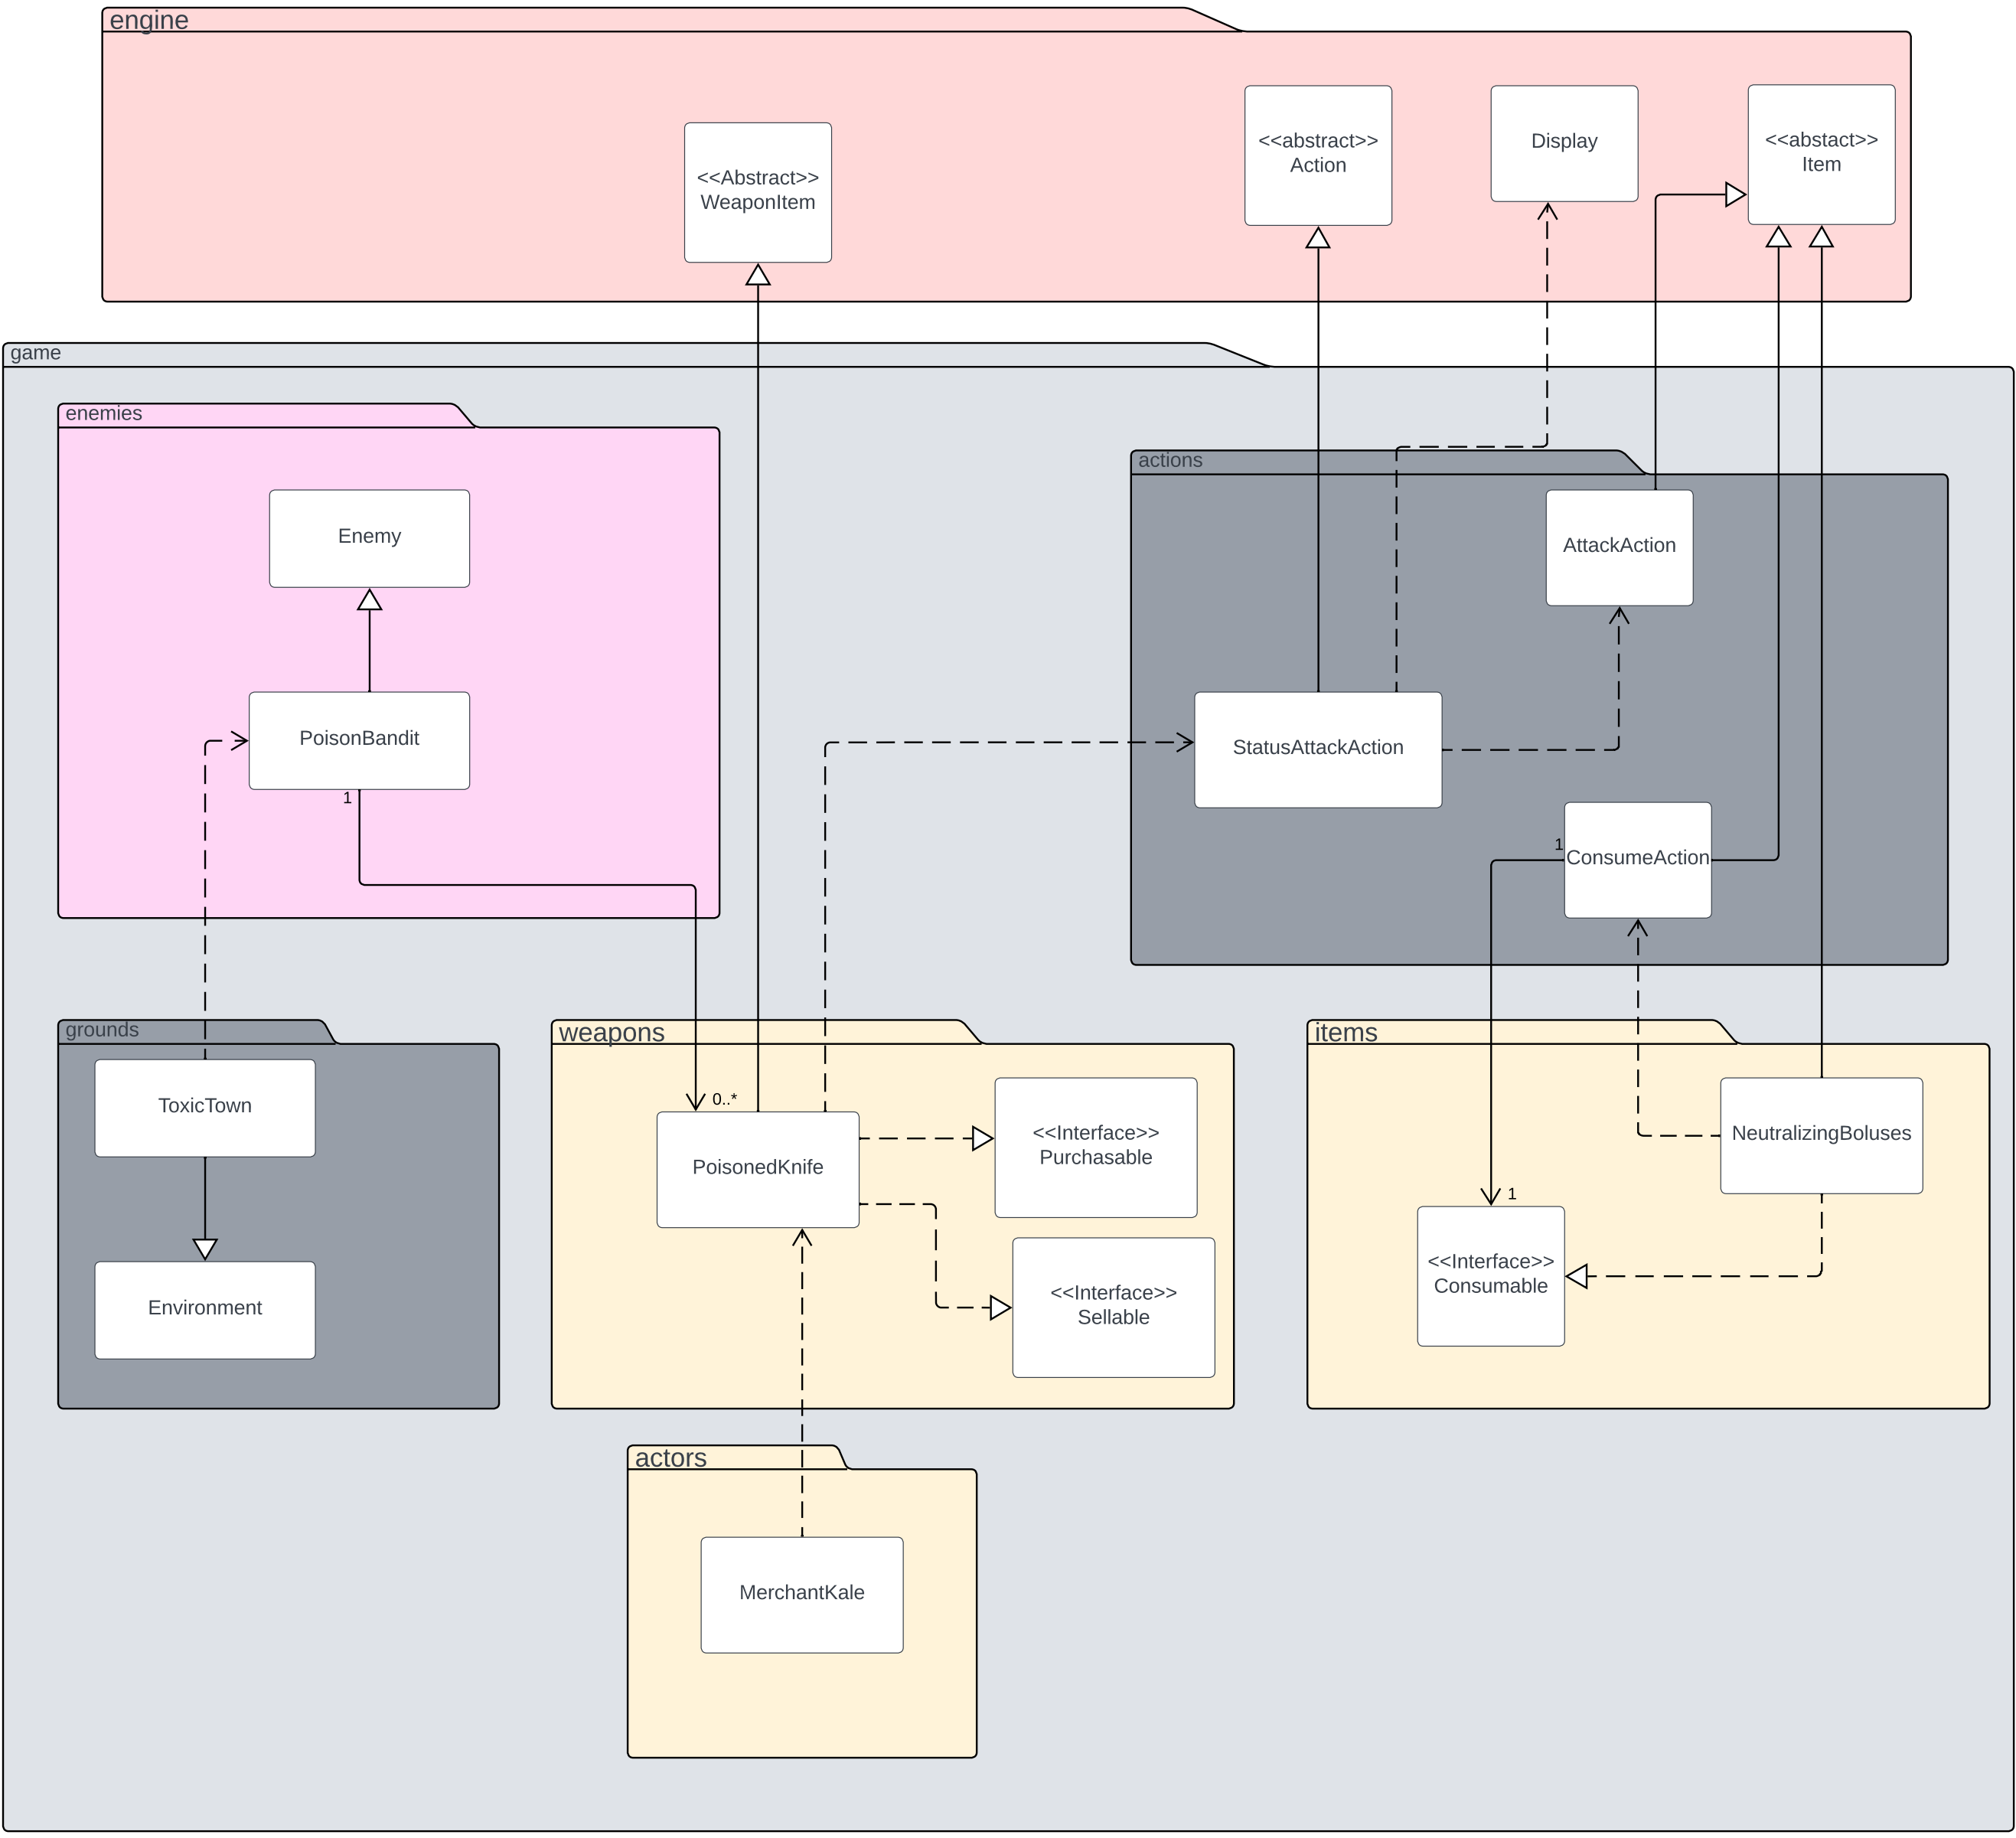 engine
<<Abstract>>
WeaponItem
<<abstract>>
Action
Display
<<abstact>>
Item
game
enemies
Enemy
PoisonBandit
1
actions
AttackAction
StatusAttackAction
1
ConsumeAction
grounds
ToxicTown
Environment
weapons
0..*
PoisonedKnife
<<Interface>>
Purchasable
<<Interface>>
Sellable
items
NeutralizingBoluses
1
<<Interface>>
Consumable
actors
MerchantKale